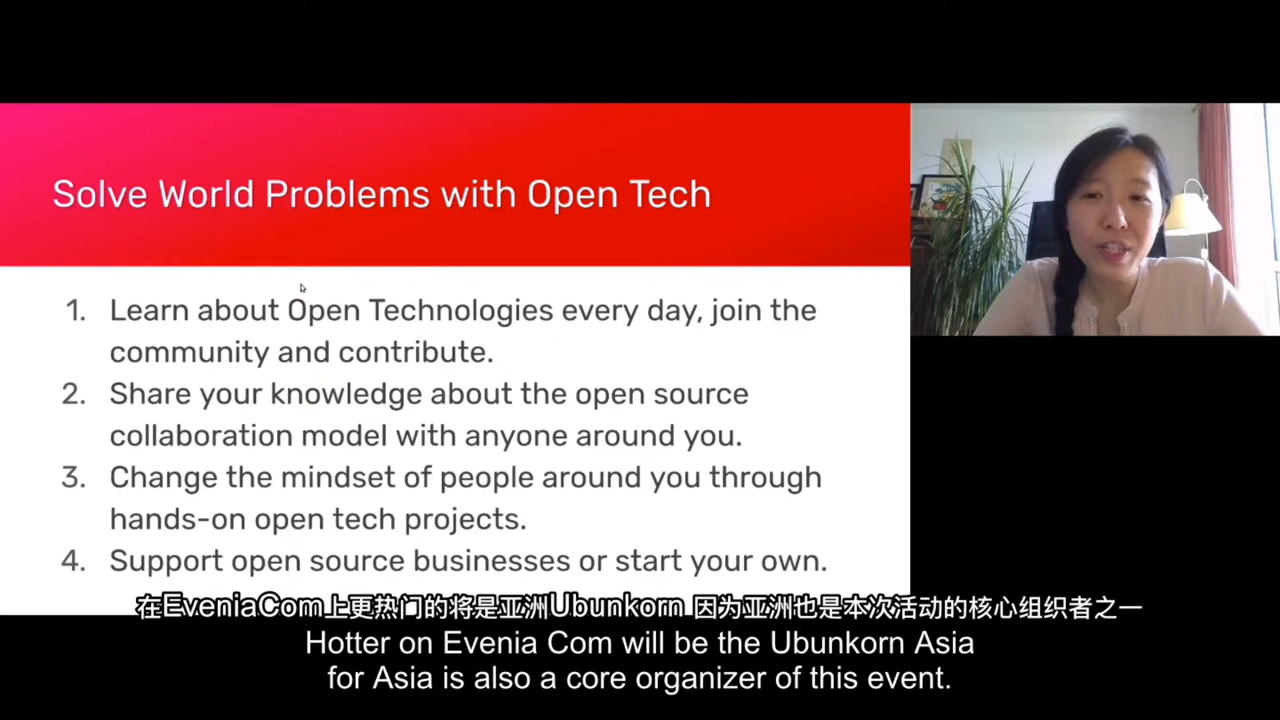 Solve World Problems with Open Tech
1. Learn about Open Technologies every day, join the
community and contribute.
2. Share your knowledge about the open source
collaboration model with anyone around you.
3. Change the mindset of people around you through
hands-on open tech projects.
4. Support open source businesses or start your own.
在EveniaCom上更热门的将是亚洲Ubunkorn 因为亚洲也是本次活动的核心组织者之一
Hotter on Evenia Com will be the Ubunkorn Asia
for Asia is also a core organizer of this event.